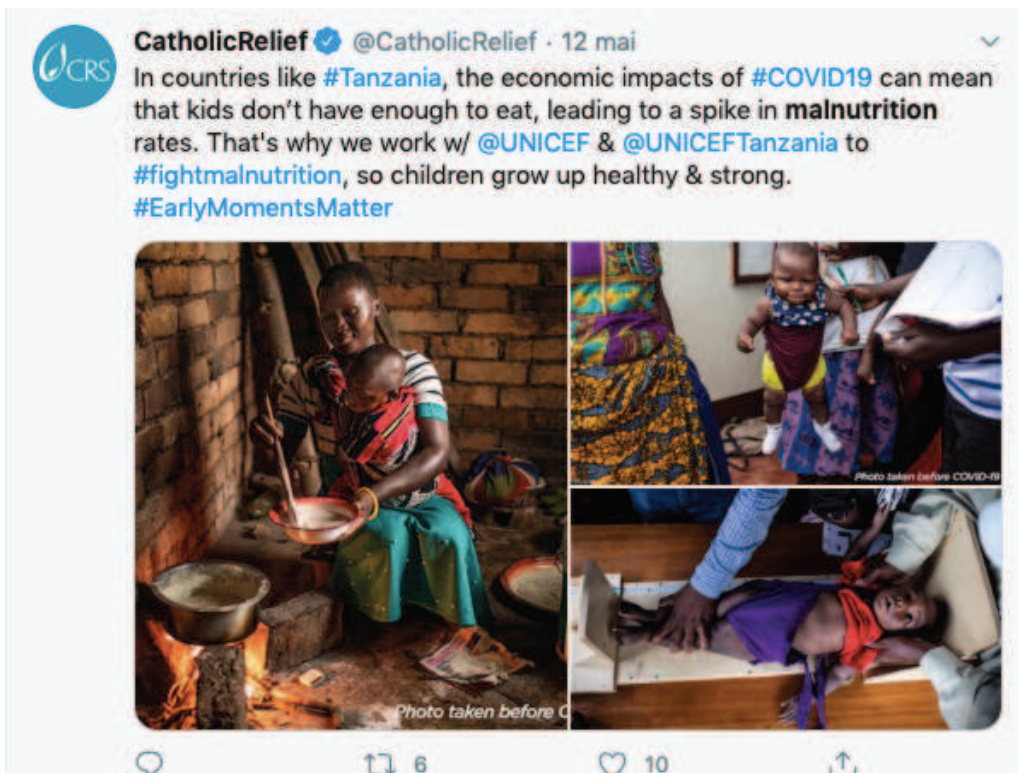 CRS
CatholicRelief @CatholicRelief · 12 mai
In countries like #Tanzania, the economic impacts of #COVID19 can mean
that kids don't have enough to eat, leading to a spike in malnutrition
rates. That's why we work w/ @UNICEF & @UNICEFTanzania to
#fightmalnutrition, so children grow up healthy & strong.
#EarlyMomentsMatter
Photo taken before COVID-19
Photo taken before C
6 10